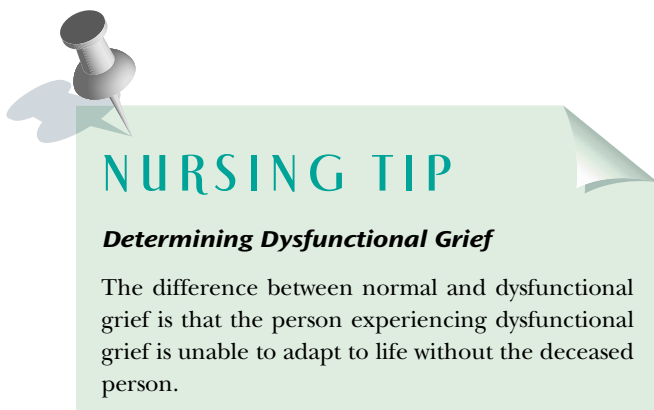 NURSING TIP
Determining Dysfunctional Grief
The difference between normal and dysfunctional
grief is that the person experiencing dysfunctional
grief is unable to adapt to life without the deceased
person.